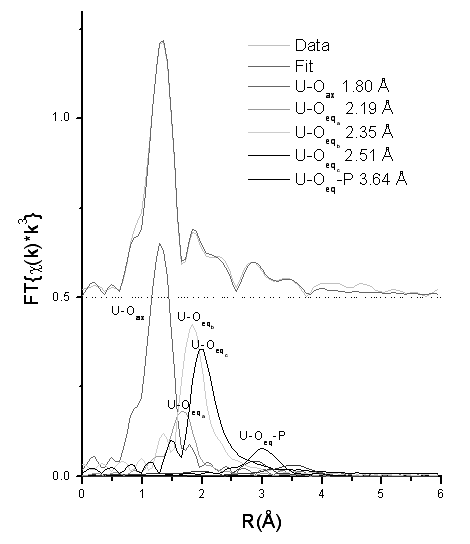 Data
Fit
U-Oax 1.80 Å
U-Oeqa 2.19 Å
U-Oeqb 2.35 Å
U-Oeqc 2.51 Å
U-Oeq-P 3.64 Å
1.0
FT{χ(k)*k³}
0.5
U-Oax
U-Oeqb
U-Oeqc
U-Oeqa
U-Oeq-P
0.0
0 1 2 3 4 5 6
R(Å)